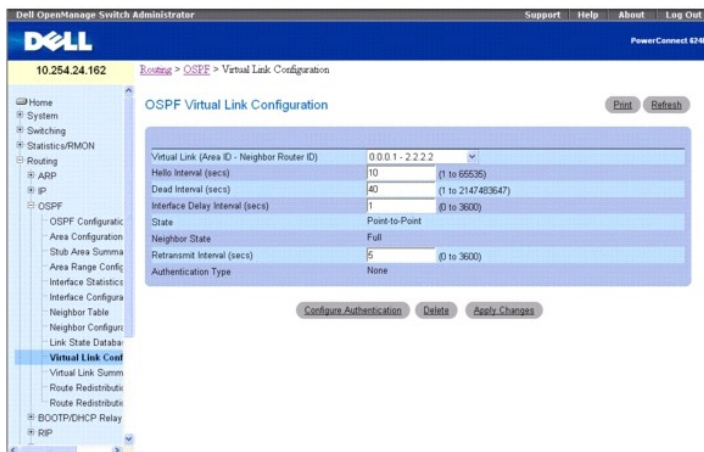 Dell OpenManage Switch Administrator
Support Help About Log Out
DELL
PowerConnect 624
10.254.24.162
Routing > OSPF > Virtual Link Configuration
Home
System
Switching
Statistics/RMON
Routing
ARP
IP
OSPF
OSPF Configuratic
Area Configuration
Stub Area Summa
Area Range Config
Interface Statistics
Interface Configura
Neighbor Table
Neighbor Configura
Link State Databas
Virtual Link Conf
Virtual Link Summ
Route Redistributic
Route Redistributic
BOOTP/DHCP Relay
RIP
OSPF Virtual Link Configuration
Print Refresh
Virtual Link (Area ID - Neighbor Router ID) 0.0.0.1 - 2.2.2.2
Hello Interval (secs) 10 (1 to 65535)
Dead Interval (secs) 40 (1 to 2147483647)
Interface Delay Interval (secs) 1 (0 to 3600)
State Point-to-Point
Neighbor State Full
Retransmit Interval (secs) 5 (0 to 3600)
Authentication Type None
Configure Authentication Delete Apply Changes